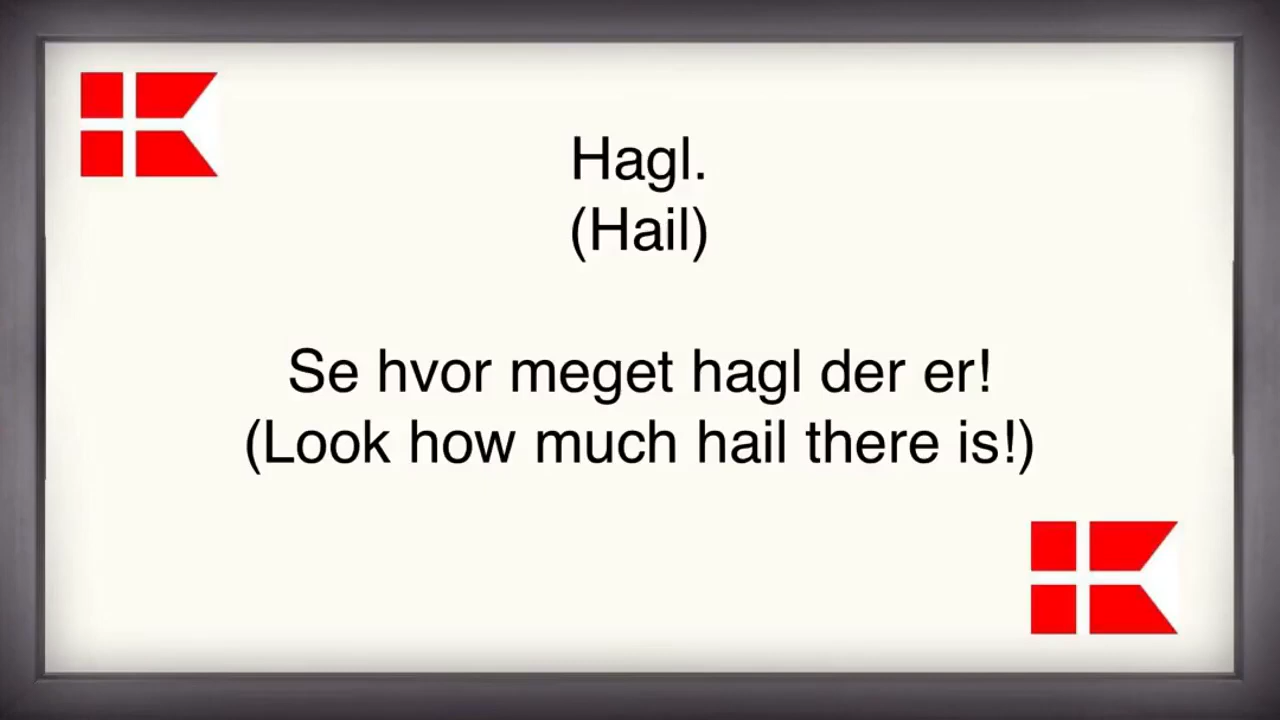 Hagl.
(Hail)
Se hvor meget hagl der er!
(Look how much hail there is!)